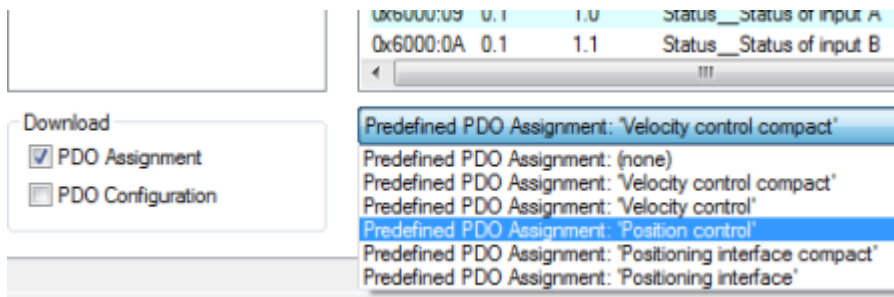 0x6000:09 0.1 1.0 Status__Status of input A
0x6000:0A 0.1 1.1 Status__Status of input B
Download
PDO Assignment
PDO Configuration
Predefined PDO Assignment: 'Velocity control compact'
Predefined PDO Assignment: (none)
Predefined PDO Assignment: 'Velocity control compact'
Predefined PDO Assignment: 'Velocity control'
Predefined PDO Assignment: 'Position control'
Predefined PDO Assignment: 'Positioning interface compact'
Predefined PDO Assignment: 'Positioning interface'